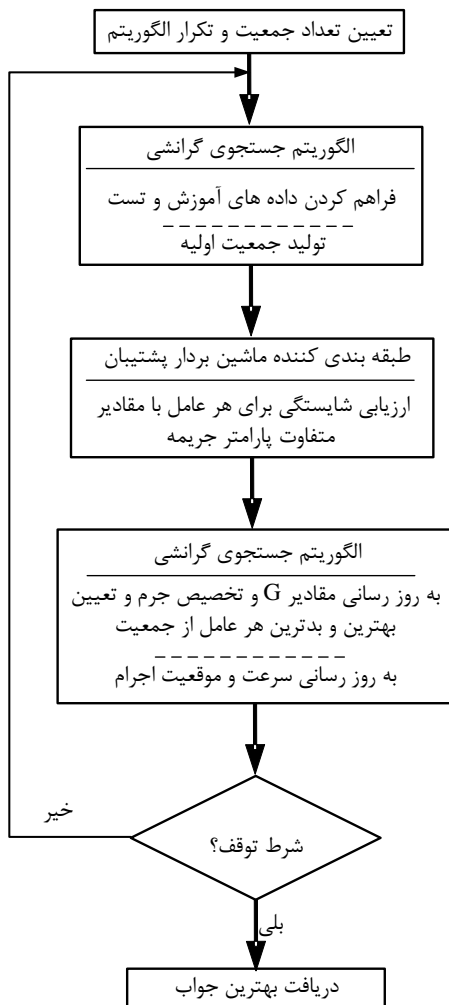 تعیین تعداد جمعیت و تکرار الگوریتم
الگوریتم جستجوی گرانشی
فراهم کردن داده های آموزش و تست
تولید جمعیت اولیه
طبقه بندی کننده ماشین بردار پشتیبان
ارزیابی شایستگی برای هر عامل با مقادیر
متفاوت پارامتر جریمه
الگوریتم جستجوی گرانشی
به روز رسانی مقادیر G و تخصیص جرم و تعیین
بهترین و بدترین هر عامل از جمعیت
به روز رسانی سرعت و موقعیت اجرام
خیر
شرط توقف؟
بلی
دریافت بهترین جواب